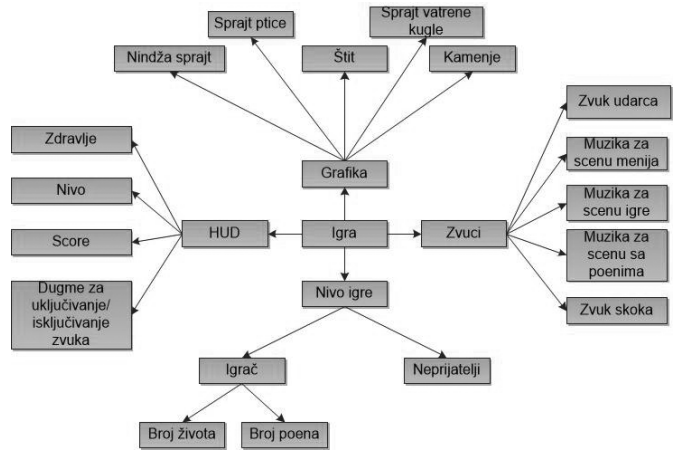 Sprajt ptice
Sprajt vatrene
kugle
Nindža sprajt
Štit
Kamenje
Grafika
Zdravlje
Nivo
Score
Dugme za
uključivanje/
isključivanje
zvuka
HUD
Igra
Zvuci
Zvuk udarca
Muzika za
scenu menija
Muzika za
scenu igre
Muzika za
scenu sa
poenima
Zvuk skoka
Nivo igre
Igrač
Neprijatelji
Broj života
Broj poena